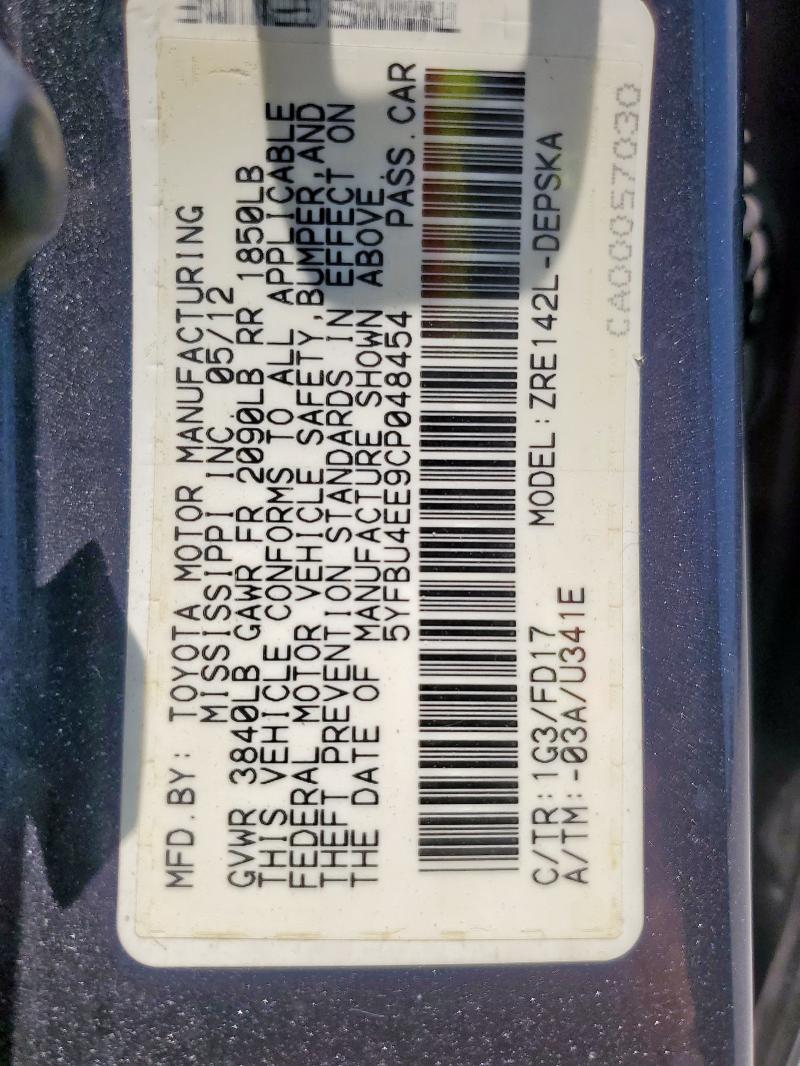 MFD.BY: TOYOTA MOTOR MANUFACTURING
MISSISSIPPI INC 05/12
GVWR 3840LB GAWR FR 2090LB RR 1850LB
THIS VEHICLE CONFORMS TO ALL APPLICABLE
FEDERAL MOTOR VEHICLE SAFETY,BUMPER,AND
THEFT PREVENTION STANDARDS IN EFFECT ON
THE DATE OF MANUFACTURE SHOWN ABOVE.
5YFBU4EE9CP048454 PASS.CAR
C/TR:1G3/FD17 MODEL:ZRE142L-DEPSKA
A/TM:-03A/U341E
CA00057030